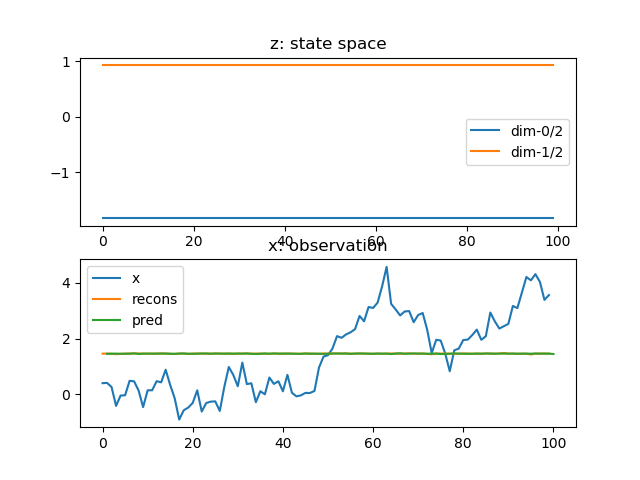 z: state space
1
0
−1
dim-0/2
dim-1/2
0 20 40 60 80 100
x: observation
4
2
0
x
recons
pred
0 20 40 60 80 100